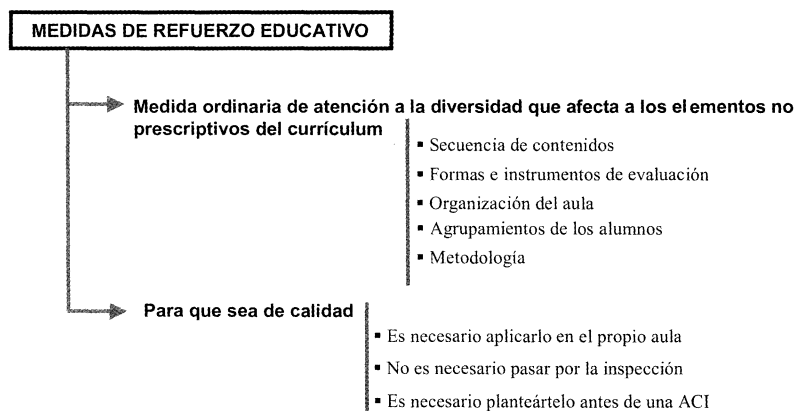 MEDIDAS DE REFUERZO EDUCATIVO
Medida ordinaria de atención a la diversidad que afecta a los elementos no
prescriptivos del currículum
▪ Secuencia de contenidos
▪ Formas e instrumentos de evaluación
▪ Organización del aula
▪ Agrupamientos de los alumnos
▪ Metodología
Para que sea de calidad
▪ Es necesario aplicarlo en el propio aula
▪ No es necesario pasar por la inspección
▪ Es necesario planteártelo antes de una ACI